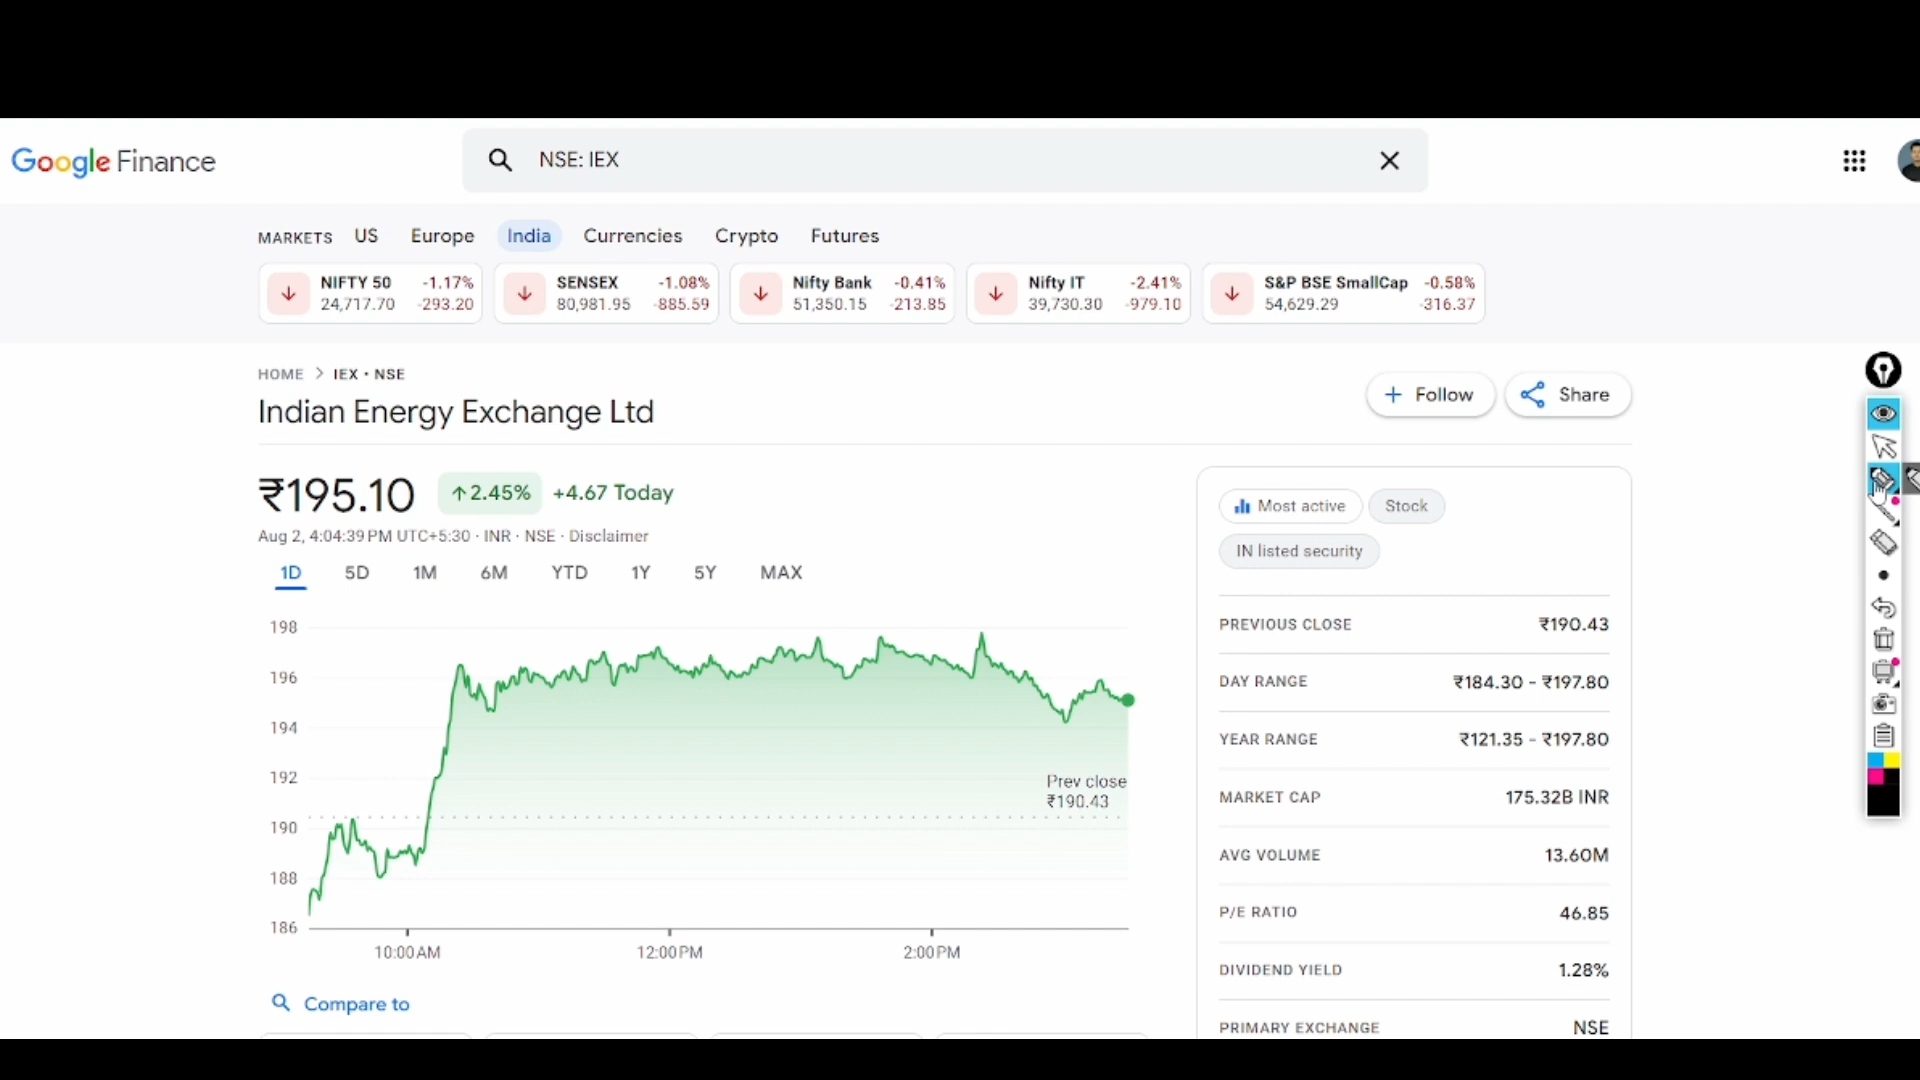 Google Finance
NSE: IEX
MARKETS US Europe India Currencies Crypto Futures
NIFTY 50 -1.17%
24,717.70 -293.20
SENSEX -1.08%
80,981.95 -885.59
Nifty Bank -0.41%
51,350.15 -213.85
Nifty IT -2.41%
39,730.30 -979.10
S&P BSE SmallCap -0.58%
54,629.29 -316.37
HOME > IEX • NSE
Indian Energy Exchange Ltd
+ Follow
Share
₹195.10 ↑2.45% +4.67 Today
Aug 2, 4:04:39 PM UTC+5:30 · INR · NSE · Disclaimer
1D 5D 1M 6M YTD 1Y 5Y MAX
198
196
194
192
190
188
186
Prev close
₹190.43
10:00 AM 12:00 PM 2:00 PM
Compare to
Most active Stock
IN listed security
PREVIOUS CLOSE ₹190.43
DAY RANGE ₹184.30 - ₹197.80
YEAR RANGE ₹121.35 - ₹197.80
MARKET CAP 175.32B INR
AVG VOLUME 13.60M
P/E RATIO 46.85
DIVIDEND YIELD 1.28%
PRIMARY EXCHANGE NSE